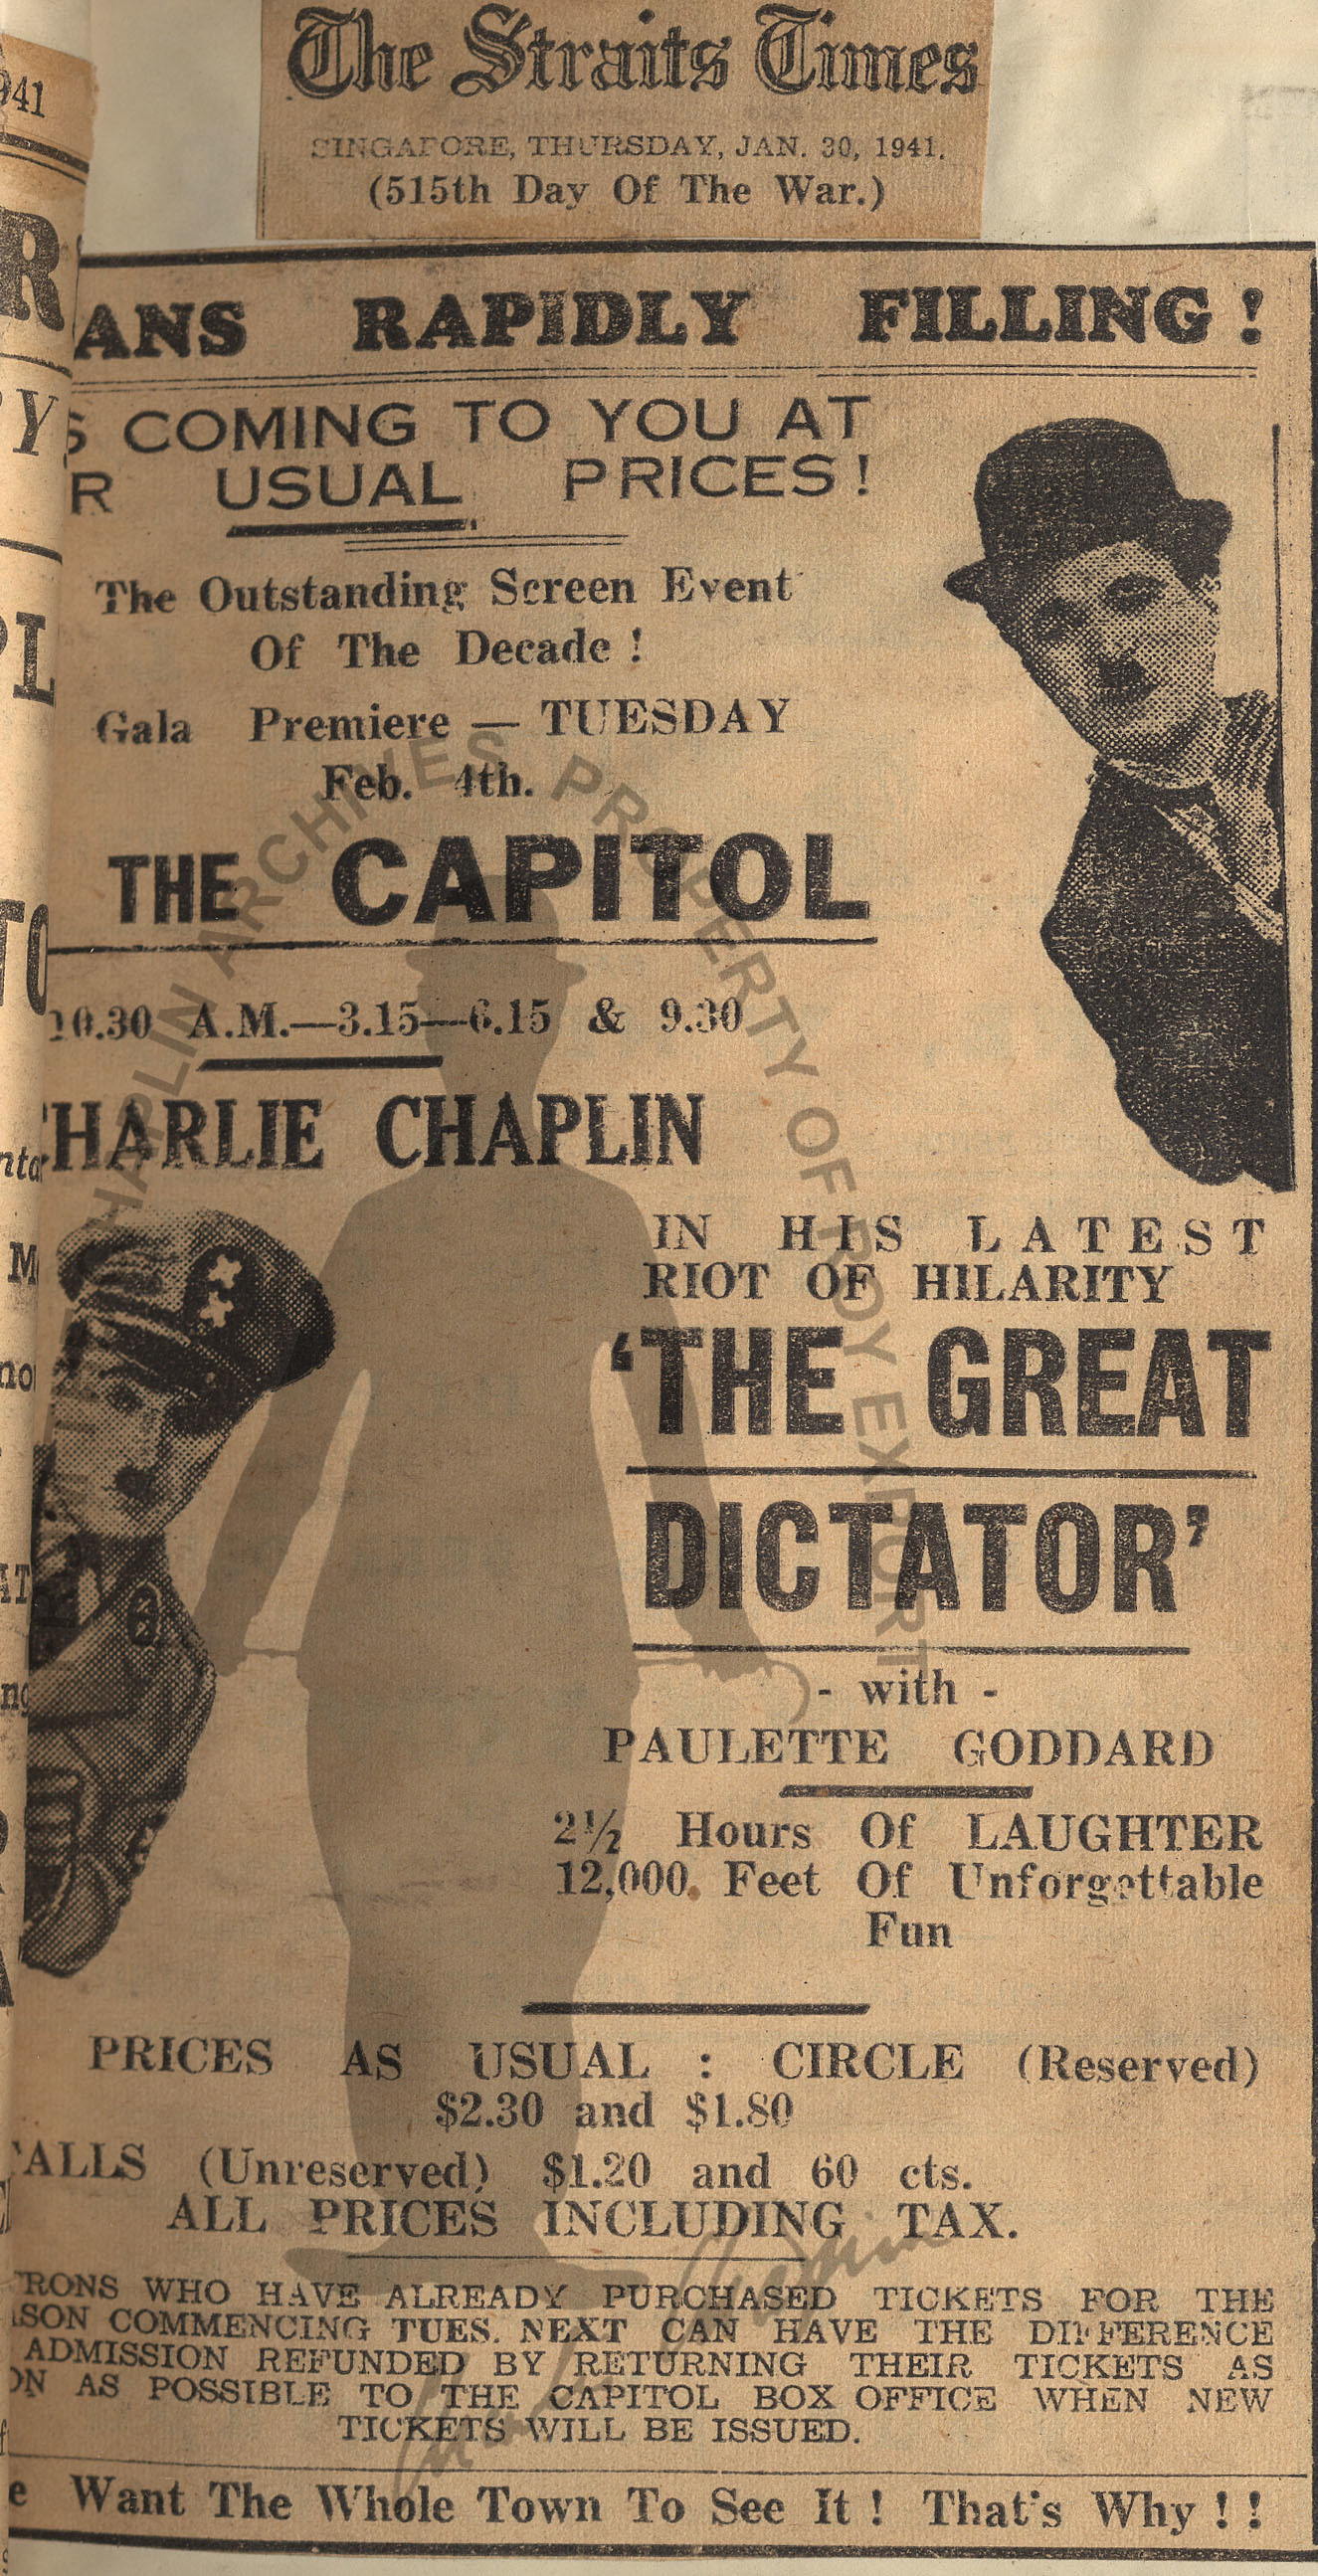 The Straits Times
SINGAPORE, THURSDAY, JAN. 30, 1941.
(515th Day Of The War.)
941
ANS RAPIDLY FILLING!
S COMING TO YOU AT
R USUAL PRICES!
The Outstanding Screen Event
Of The Decade!
Gala Premiere — TUESDAY
Feb. 4th.
THE CAPITOL
10.30 A.M.—3.15—6.15 & 9.30
HARLIE CHAPLIN
IN HIS LATEST
RIOT OF HILARITY
‘THE GREAT
DICTATOR’
- with -
PAULETTE GODDARD
2½ Hours Of LAUGHTER
12,000 Feet Of Unforgettable
Fun
PRICES AS USUAL : CIRCLE (Reserved)
$2.30 and $1.80
ALLS (Unreserved) $1.20 and 60 cts.
ALL PRICES INCLUDING TAX.
RONS WHO HAVE ALREADY PURCHASED TICKETS FOR THE
SON COMMENCING TUES. NEXT CAN HAVE THE DIFFERENCE
ADMISSION REFUNDED BY RETURNING THEIR TICKETS AS
ON AS POSSIBLE TO THE CAPITOL BOX OFFICE WHEN NEW
TICKETS WILL BE ISSUED.
e Want The Whole Town To See It! That's Why!!
CHAPLIN ARCHIVES PROPERTY OF ROY EXPORT